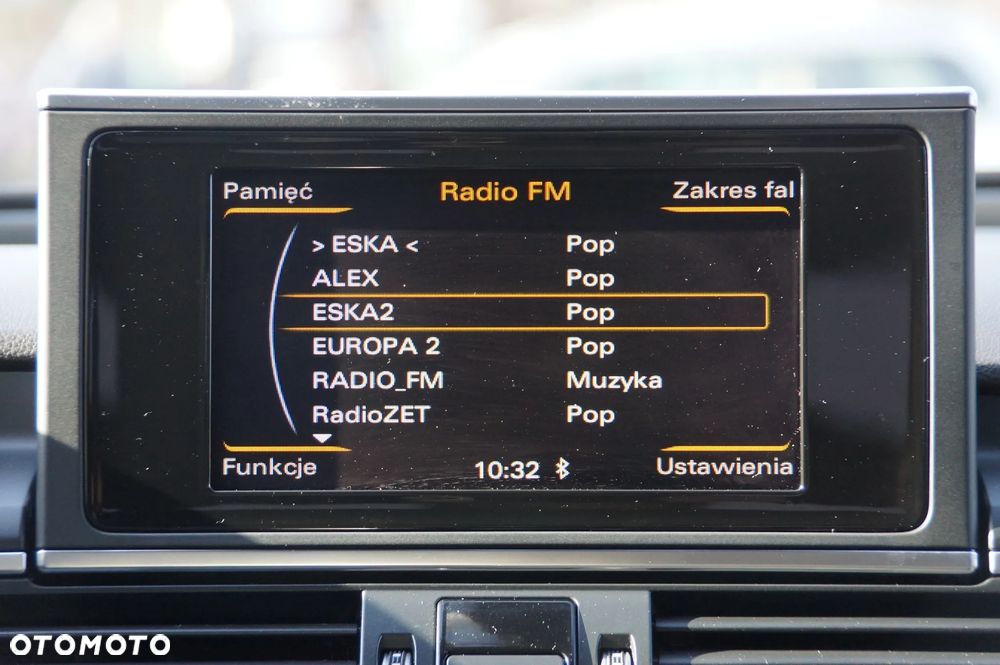 Pamięć Radio FM Zakres fal
> ESKA < Pop
ALEX Pop
ESKA2 Pop
EUROPA 2 Pop
RADIO_FM Muzyka
RadioZET Pop
Funkcje 10:32 Ustawienia
OTOMOTO